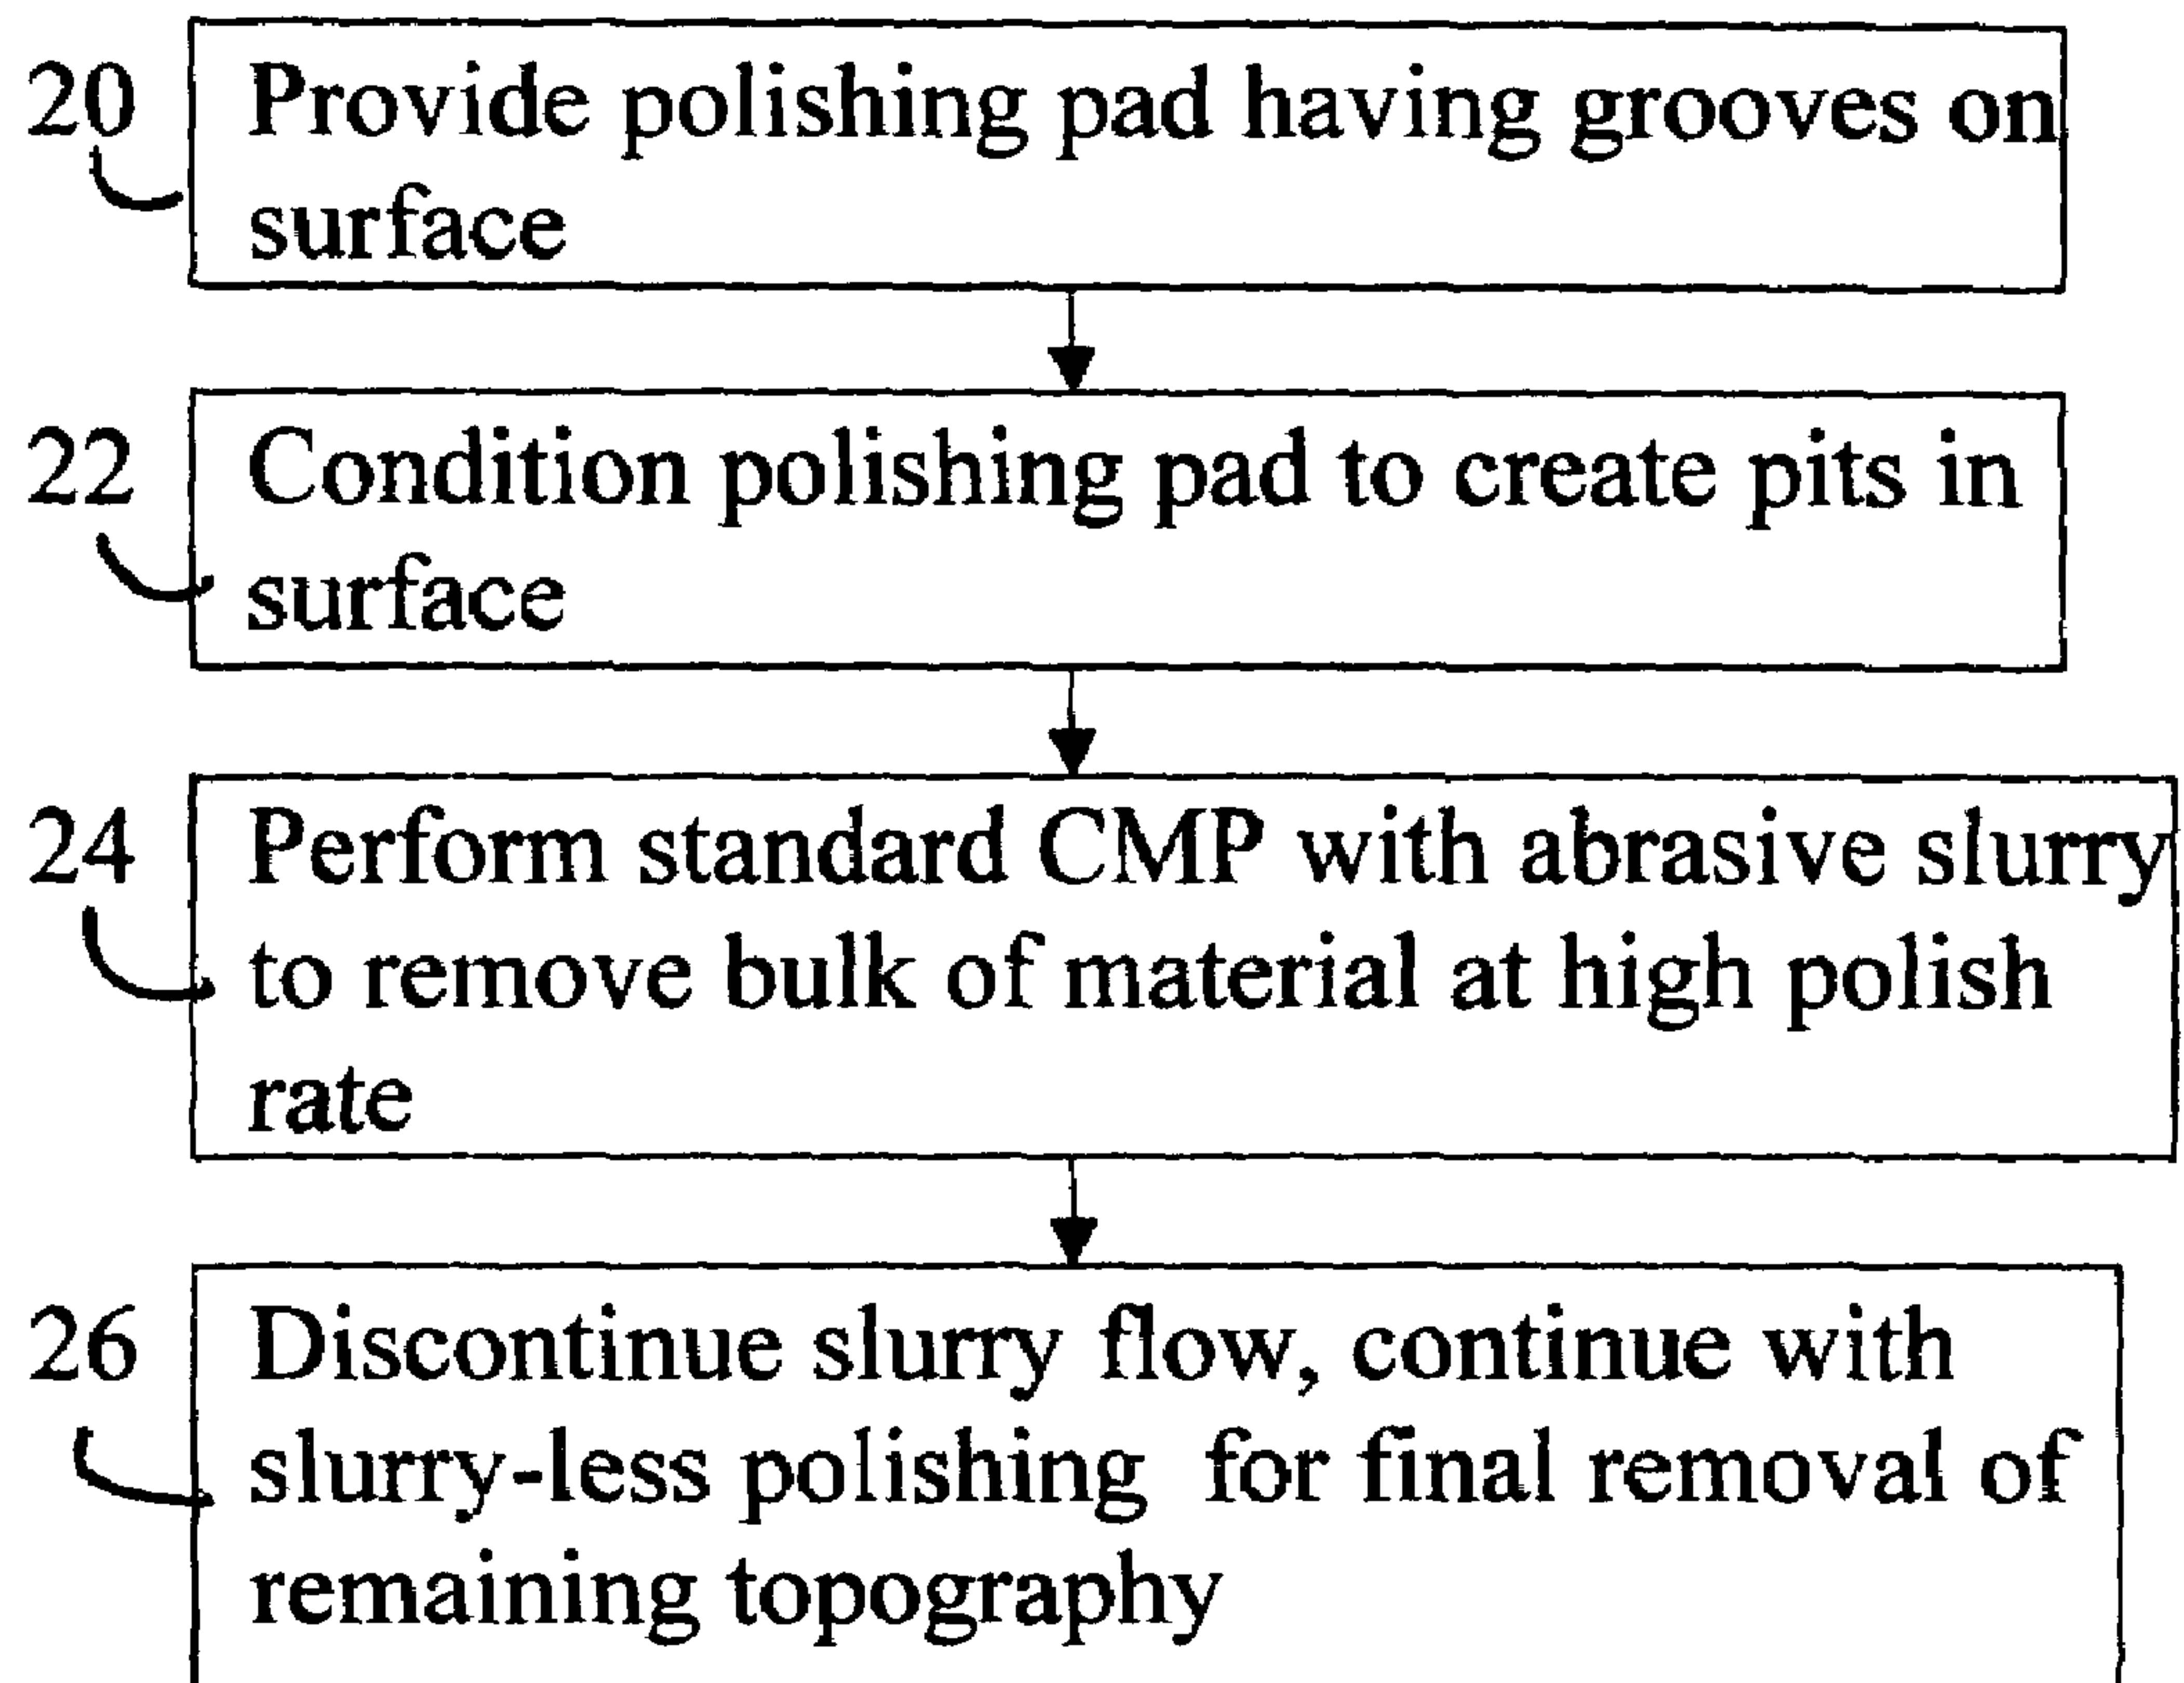 20 Provide polishing pad having grooves on
surface
22 Condition polishing pad to create pits in
surface
24 Perform standard CMP with abrasive slurry
to remove bulk of material at high polish
rate
26 Discontinue slurry flow, continue with
slurry-less polishing for final removal of
remaining topography